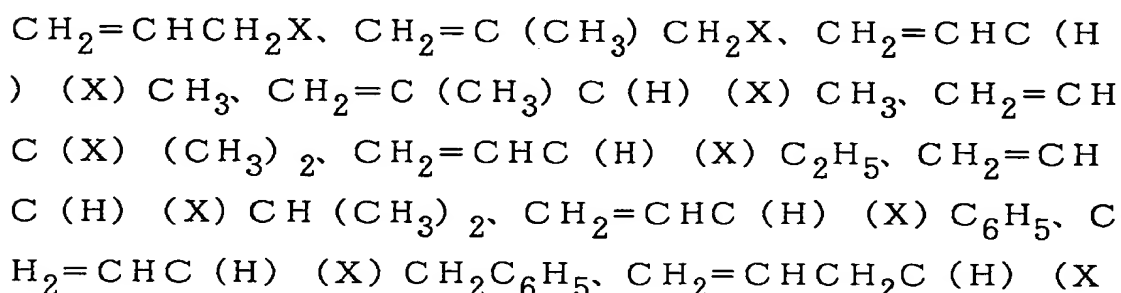 CH₂=CHCH₂X、CH₂=C (CH₃) CH₂X、CH₂=CHC (H
) (X) CH₃、CH₂=C (CH₃) C (H) (X) CH₃、CH₂=CH
C (X) (CH₃) ₂、CH₂=CHC (H) (X) C₂H₅、CH₂=CH
C (H) (X) CH (CH₃) ₂、CH₂=CHC (H) (X) C₆H₅、C
H₂=CHC (H) (X) CH₂C₆H₅、CH₂=CHCH₂C (H) (X